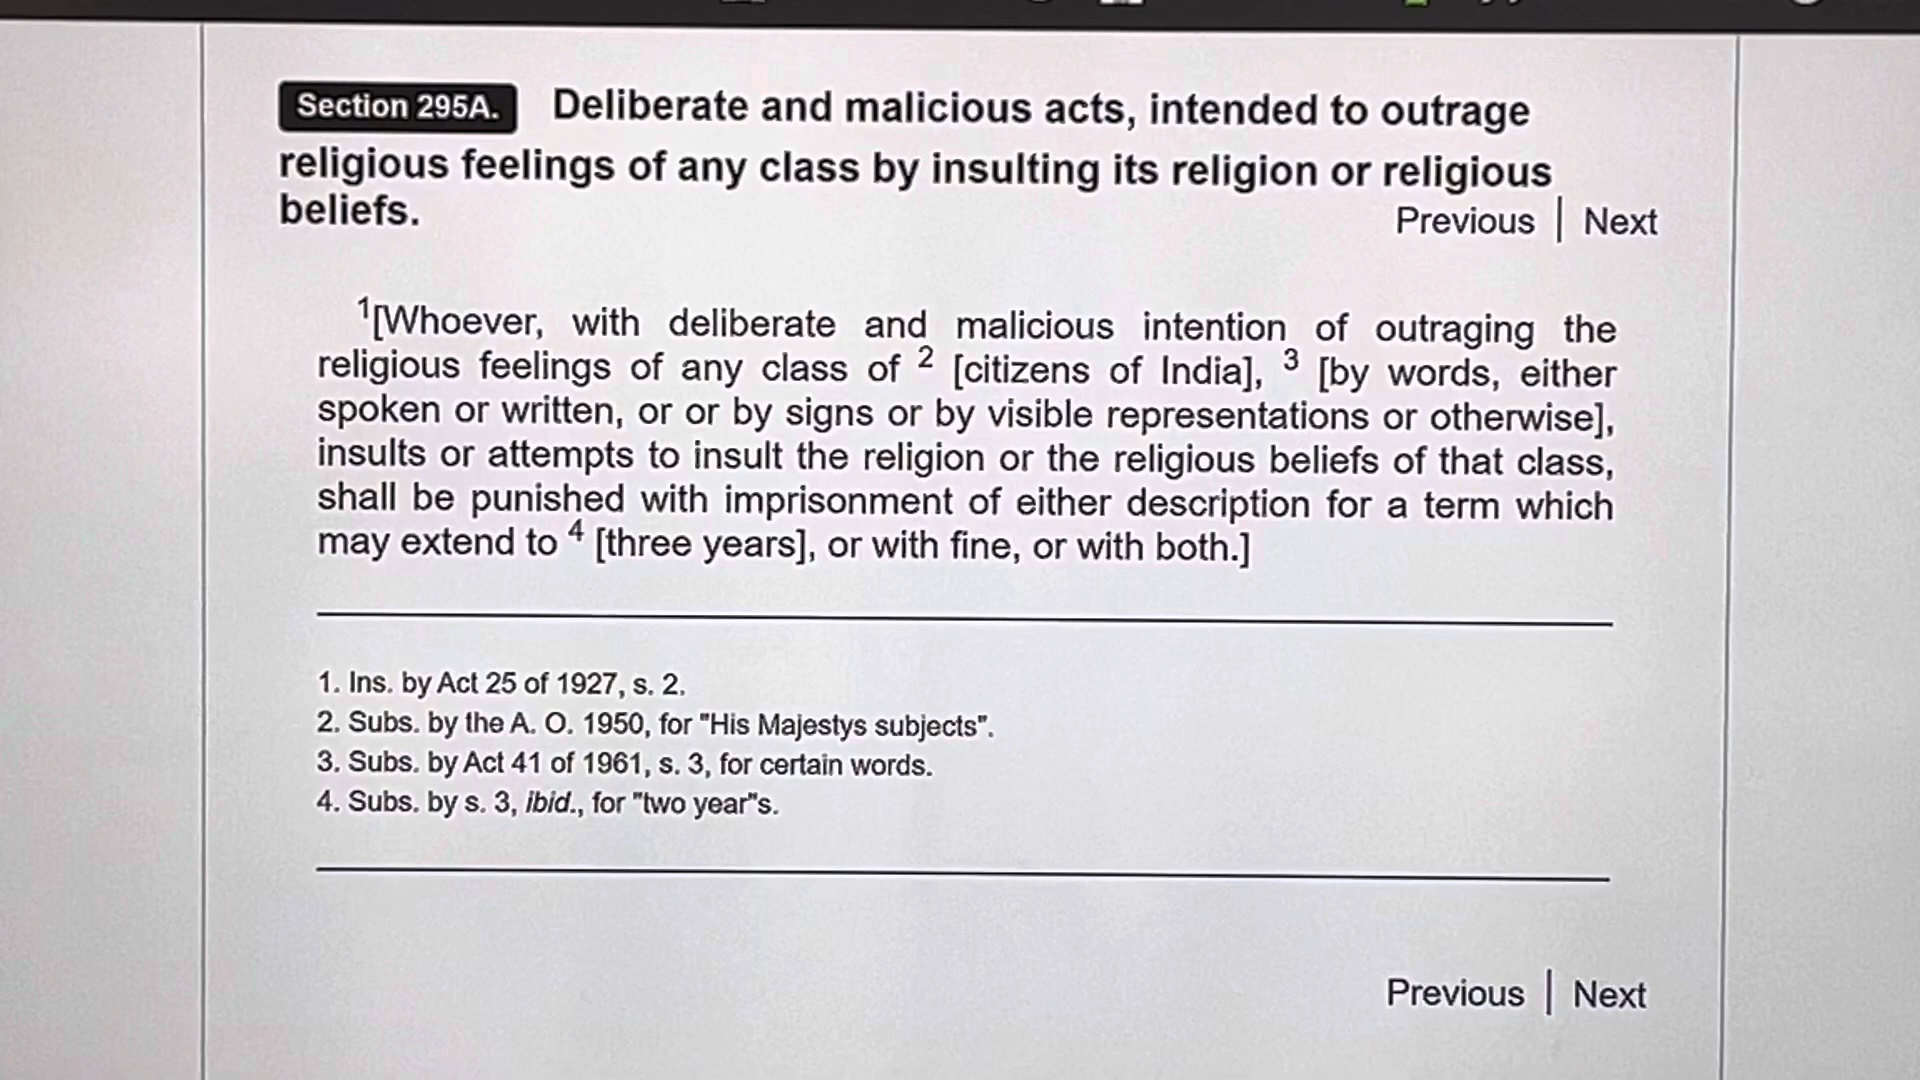 Section 295A. Deliberate and malicious acts, intended to outrage
religious feelings of any class by insulting its religion or religious
beliefs.
Previous | Next
1[Whoever, with deliberate and malicious intention of outraging the
religious feelings of any class of 2 [citizens of India], 3 [by words, either
spoken or written, or or by signs or by visible representations or otherwise],
insults or attempts to insult the religion or the religious beliefs of that class,
shall be punished with imprisonment of either description for a term which
may extend to 4 [three years], or with fine, or with both.]
1. Ins. by Act 25 of 1927, s. 2.
2. Subs. by the A. O. 1950, for "His Majestys subjects".
3. Subs. by Act 41 of 1961, s. 3, for certain words.
4. Subs. by s. 3, ibid., for "two year"s.
Previous | Next